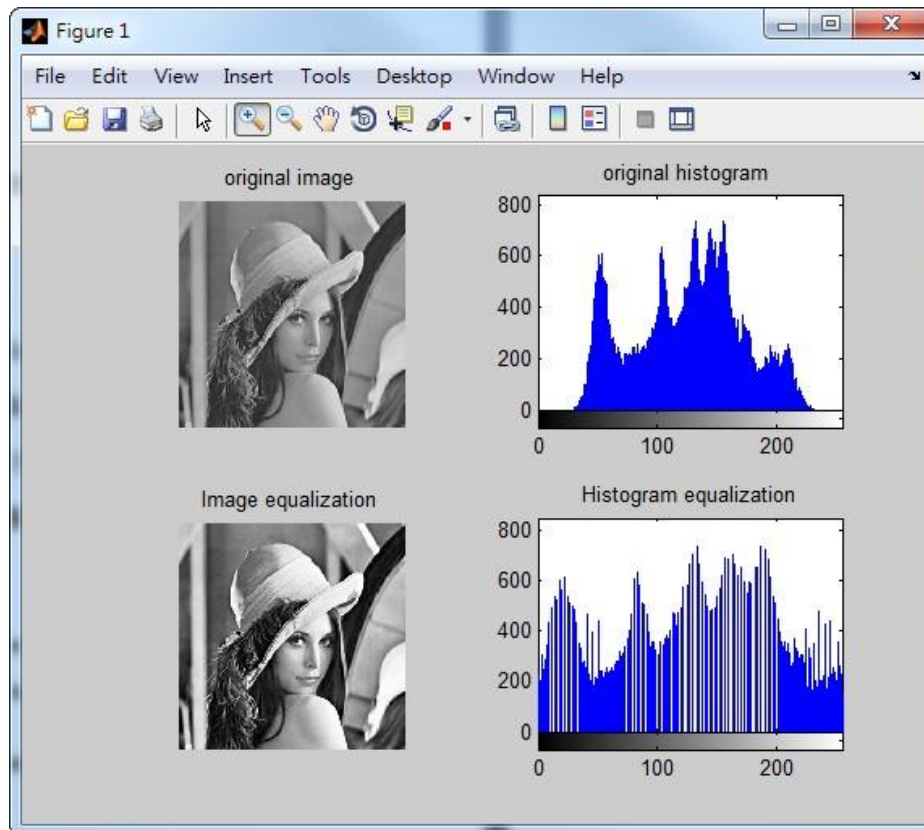 Figure 1
File Edit View Insert Tools Desktop Window Help
original image
original histogram
800
600
400
200
0
0 100 200
Image equalization
Histogram equalization
800
600
400
200
0
0 100 200